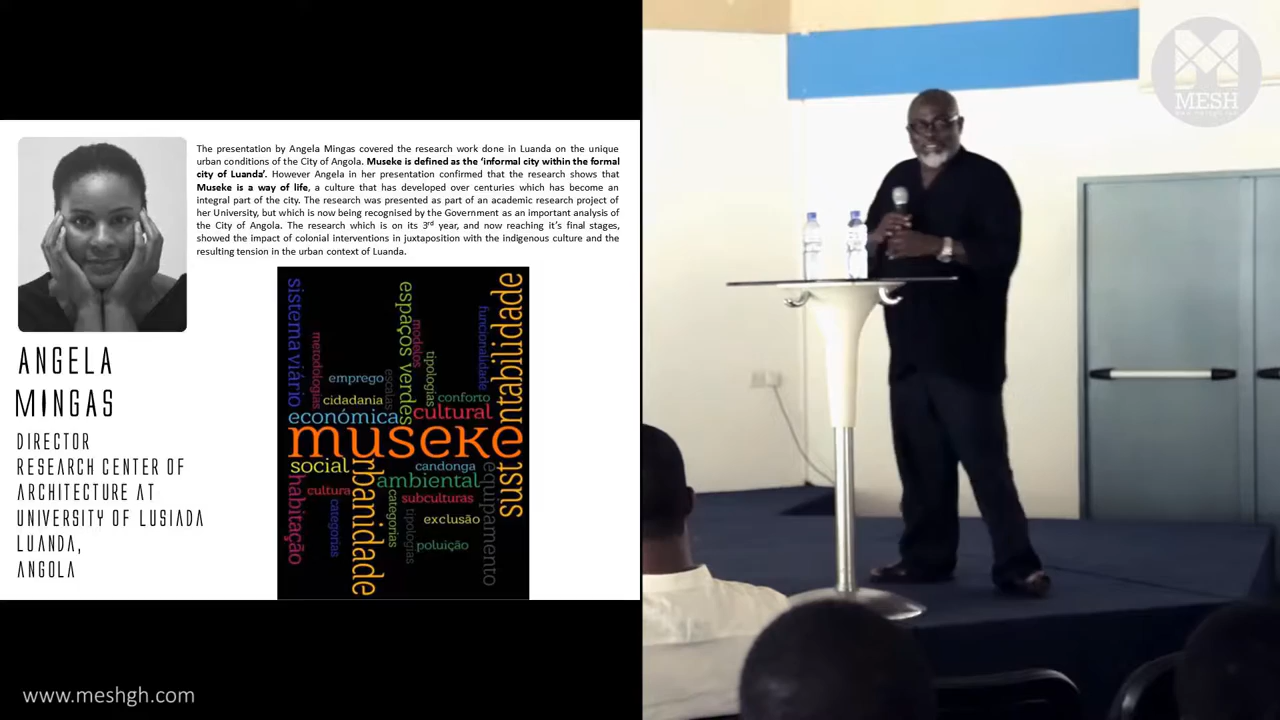 The presentation by Angela Mingas covered the research work done in Luanda on the unique
urban conditions of the City of Angola. Museke is defined as the ‘informal city within the formal
city of Luanda’. However Angela in her presentation confirmed that the research shows that
Museke is a way of life, a culture that has developed over centuries which has become an
integral part of the city. The research was presented as part of an academic research project of
her University, but which is now being recognised by the Government as an important analysis of
the City of Angola. The research which is on its 3rd year, and now reaching it’s final stages,
showed the impact of colonial interventions in juxtaposition with the indigenous culture and the
resulting tension in the urban context of Luanda.
ANGELA
MINGAS
DIRECTOR
RESEARCH CENTER OF
ARCHITECTURE AT
UNIVERSITY OF LUSIADA
LUANDA,
ANGOLA
sistema viário
metodologias
emprego
cidadania
económica
escalas
espaços verdes
modelos
tipologias
funcionalidade
conforto
cultural
sustentabilidade
museke
social
habitação
cultura
categorias
urbanidade
candonga
ambiental
categorias
subculturas
tipologias
exclusão
poluição
equipamento
www.meshgh.com
MESH